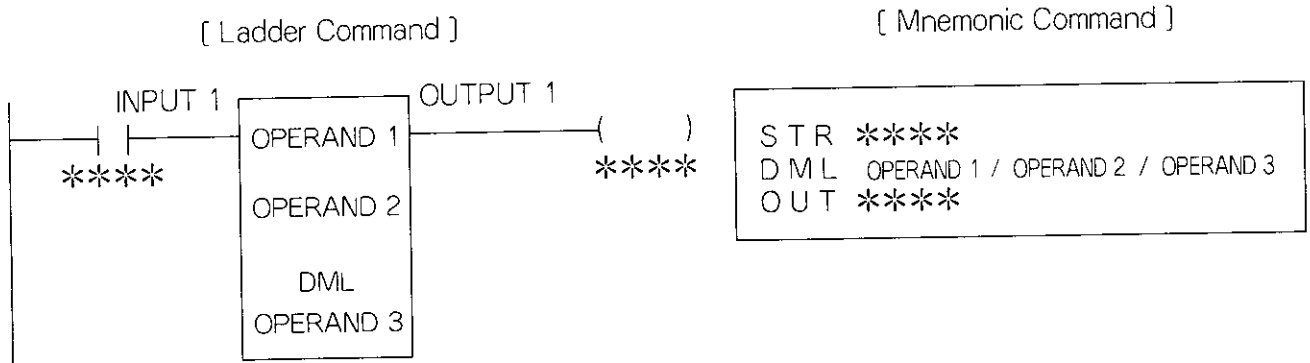 [ Ladder Command ]
INPUT 1
OUTPUT 1
OPERAND 1
( )
****
****
OPERAND 2
DML
OPERAND 3
[ Mnemonic Command ]
STR ****
DML OPERAND 1 / OPERAND 2 / OPERAND 3
OUT ****